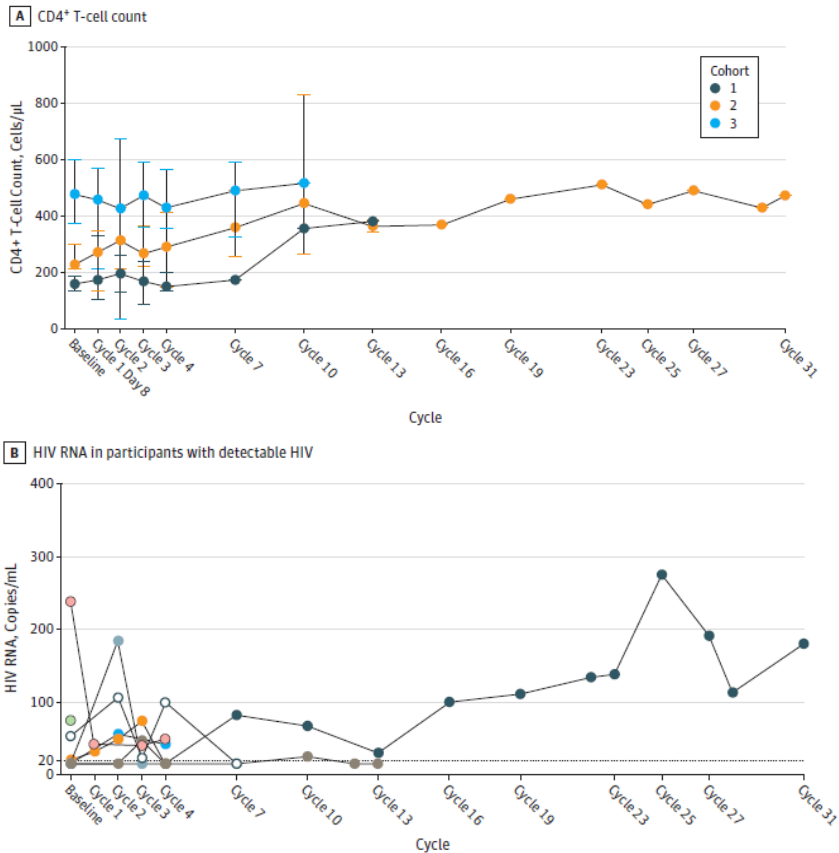 A CD4+ T-cell count
1000
800
600
400
200
0
CD4+ T-Cell Count, Cells/µL
Cohort
1
2
3
Baseline
Cycle 1 Day 8
Cycle 2
Cycle 3
Cycle 4
Cycle 7
Cycle 10
Cycle 13
Cycle 16
Cycle 19
Cycle 23
Cycle 25
Cycle 27
Cycle 31
Cycle
B HIV RNA in participants with detectable HIV
400
300
200
100
20
0
HIV RNA, Copies/mL
Baseline
Cycle 1
Cycle 2
Cycle 3
Cycle 4
Cycle 7
Cycle 10
Cycle 13
Cycle 16
Cycle 19
Cycle 23
Cycle 25
Cycle 27
Cycle 31
Cycle